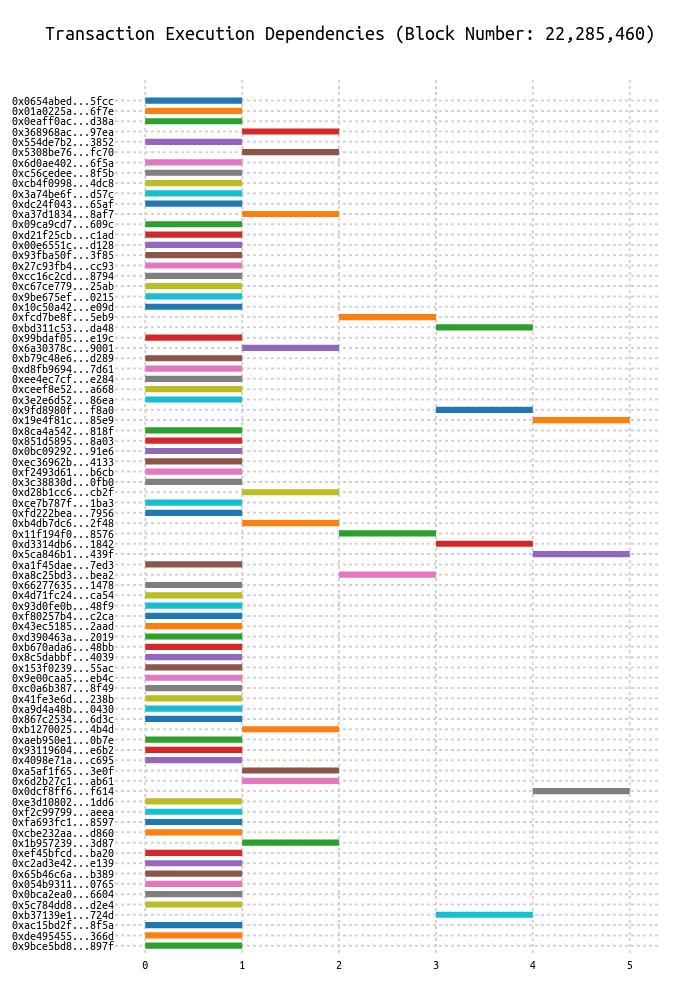 Transaction Execution Dependencies (Block Number: 22,285,460)
0x0654abed...5fcc
0x01a0225a...6f7e
0x0eaff0ac...d38a
0x368968ac...97ea
0x554de7b2...3852
0x5308be76...fc70
0x6d0ae402...6f5a
0xc56cedee...8f5b
0xcb4f0998...4dc8
0x3a74be6f...d57c
0xdc24f043...65af
0xa37d1834...8af7
0x09ca9cd7...609c
0xd21f25cb...c1ad
0x00e6551c...d128
0x93fba50f...3f85
0x27c93fb4...cc93
0xcc16c2cd...8794
0xc67ce779...25ab
0x9be675ef...0215
0x10c50a42...e09d
0xfcd7be8f...5eb9
0xbd311c53...da48
0x99bdaf05...e19c
0x6a30378c...9001
0xb79c48e6...d289
0xd8fb9694...7d61
0xee4ec7cf...e284
0xceef8e52...a668
0x3e2e6d52...86ea
0x9fd8980f...f8a0
0x19e4f81c...85e9
0x8ca4a542...818f
0x851d5895...8a03
0x0bc09292...91e6
0xec36962b...4133
0xf2493d61...b6cb
0x3c38830d...0fb0
0xd28b1cc6...cb2f
0xce7b787f...1ba3
0xfd222bea...7956
0xb4db7dc6...2f48
0x11f194f0...8576
0xd3314db6...1842
0x5ca846b1...439f
0xa1f45dae...7ed3
0xa8c25bd3...bea2
0x66277635...1478
0x4d71fc24...ca54
0x93d0fe0b...48f9
0xf80257b4...c2ca
0x43ec5185...2aad
0xd390463a...2019
0xb670ada6...48bb
0x8c5dabbf...4039
0x153f0239...55ac
0x9e00caa5...eb4c
0xc0a6b387...8f49
0x41fe3e6d...238b
0xa9d4a48b...0430
0x867c2534...6d3c
0xb1270025...4b4d
0xaeb950e1...0b7e
0x93119604...e6b2
0x4098e71a...c695
0xa5af1f65...3e0f
0x6d2b27c1...ab61
0x0dcf8ff6...f614
0xe3d10802...1dd6
0xf2c99799...aeea
0xfa693fc1...8597
0xcbe232aa...d860
0x1b957239...3d87
0xef45bfcd...ba20
0xc2ad3e42...e139
0x65b46c6a...b389
0x054b9311...0765
0x0bca2ea0...6604
0x5c784dd8...d2e4
0xb37139e1...724d
0xac15bd2f...8f5a
0xde495455...366d
0x9bce5bd8...897f
0 1 2 3 4 5